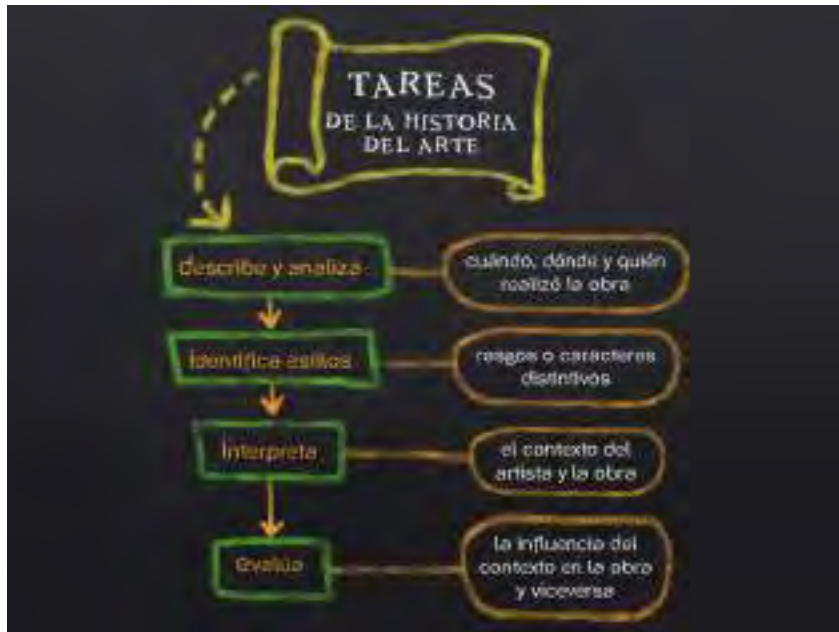 TAREAS
DE LA HISTORIA
DEL ARTE
describe y analiza
cuándo, dónde y quién
realizó la obra
Identifica estilos
rasgos o caracteres
distintivos
Interpreta
el contexto del
artista y la obra
evalúa
la influencia del
contexto en la obra
y viceversa